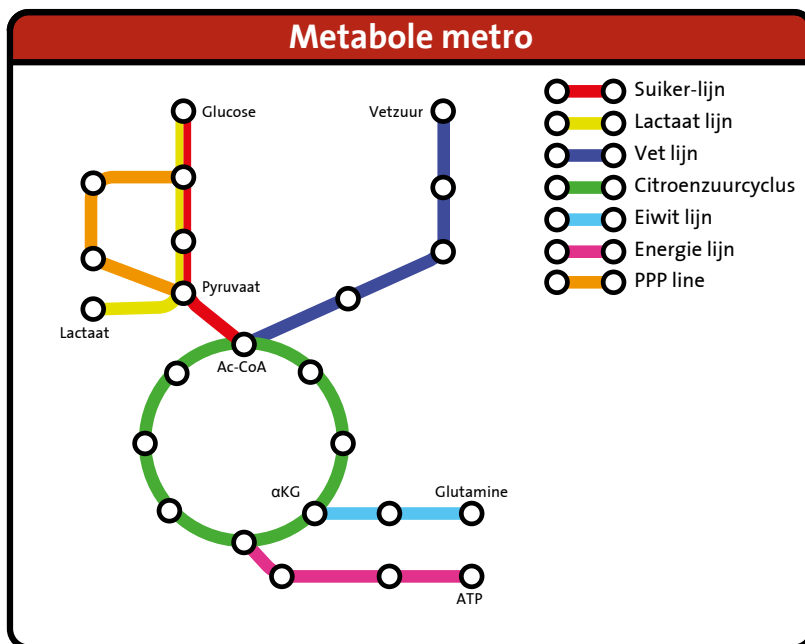 Metabole metro
Glucose
Vetzuur
Pyruvaat
Lactaat
Ac-CoA
αKG
Glutamine
ATP
Suiker-lijn
Lactaat lijn
Vet lijn
Citroenzuurcyclus
Eiwit lijn
Energie lijn
PPP line